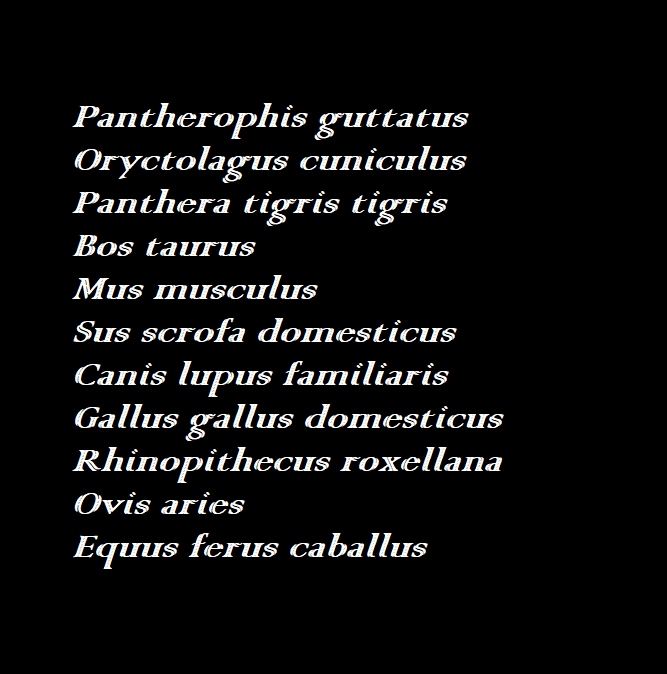 Pantherophis guttatus
Oryctolagus cuniculus
Panthera tigris tigris
Bos taurus
Mus musculus
Sus scrofa domesticus
Canis lupus familiaris
Gallus gallus domesticus
Rhinopithecus roxellana
Ovis aries
Equus ferus caballus